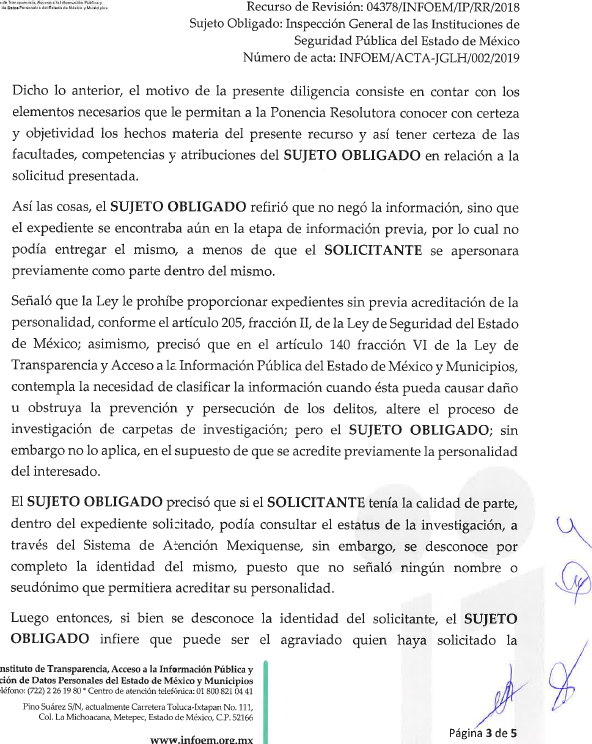 de Transparencia, Acceso a la Información Pública y
de Datos Personales del Estado de México y Municipios
Recurso de Revisión: 04378/INFOEM/IP/RR/2018
Sujeto Obligado: Inspección General de las Instituciones de
Seguridad Pública del Estado de México
Número de acta: INFOEM/ACTA-JGLH/002/2019
Dicho lo anterior, el motivo de la presente diligencia consiste en contar con los
elementos necesarios que le permitan a la Ponencia Resolutora conocer con certeza
y objetividad los hechos materia del presente recurso y así tener certeza de las
facultades, competencias y atribuciones del SUJETO OBLIGADO en relación a la
solicitud presentada.
Así las cosas, el SUJETO OBLIGADO refirió que no negó la información, sino que
el expediente se encontraba aún en la etapa de información previa, por lo cual no
podía entregar el mismo, a menos de que el SOLICITANTE se apersonara
previamente como parte dentro del mismo.
Señaló que la Ley le prohíbe proporcionar expedientes sin previa acreditación de la
personalidad, conforme el artículo 205, fracción II, de la Ley de Seguridad del Estado
de México; asimismo, precisó que en el artículo 140 fracción VI de la Ley de
Transparencia y Acceso a la Información Pública del Estado de México y Municipios,
contempla la necesidad de clasificar la información cuando ésta pueda causar daño
u obstruya la prevención y persecución de los delitos, altere el proceso de
investigación de carpetas de investigación; pero el SUJETO OBLIGADO; sin
embargo no lo aplica, en el supuesto de que se acredite previamente la personalidad
del interesado.
El SUJETO OBLIGADO precisó que si el SOLICITANTE tenía la calidad de parte,
dentro del expediente solicitado, podía consultar el estatus de la investigación, a
través del Sistema de Atención Mexiquense, sin embargo, se desconoce por
completo la identidad del mismo, puesto que no señaló ningún nombre o
seudónimo que permitiera acreditar su personalidad.
Luego entonces, si bien se desconoce la identidad del solicitante, el SUJETO
OBLIGADO infiere que puede ser el agraviado quien haya solicitado la
nstituto de Transparencia, Acceso a la Información Pública y
ción de Datos Personales del Estado de México y Municipios
eléfono: (722) 2 26 19 80 * Centro de atención telefónica: 01 800 821 04 41
Pino Suárez S/N, actualmente Carretera Toluca-Ixtapan No. 111,
Col. La Michoacana, Metepec, Estado de México, C.P. 52166
www.infoem.org.mx
Página 3 de 5